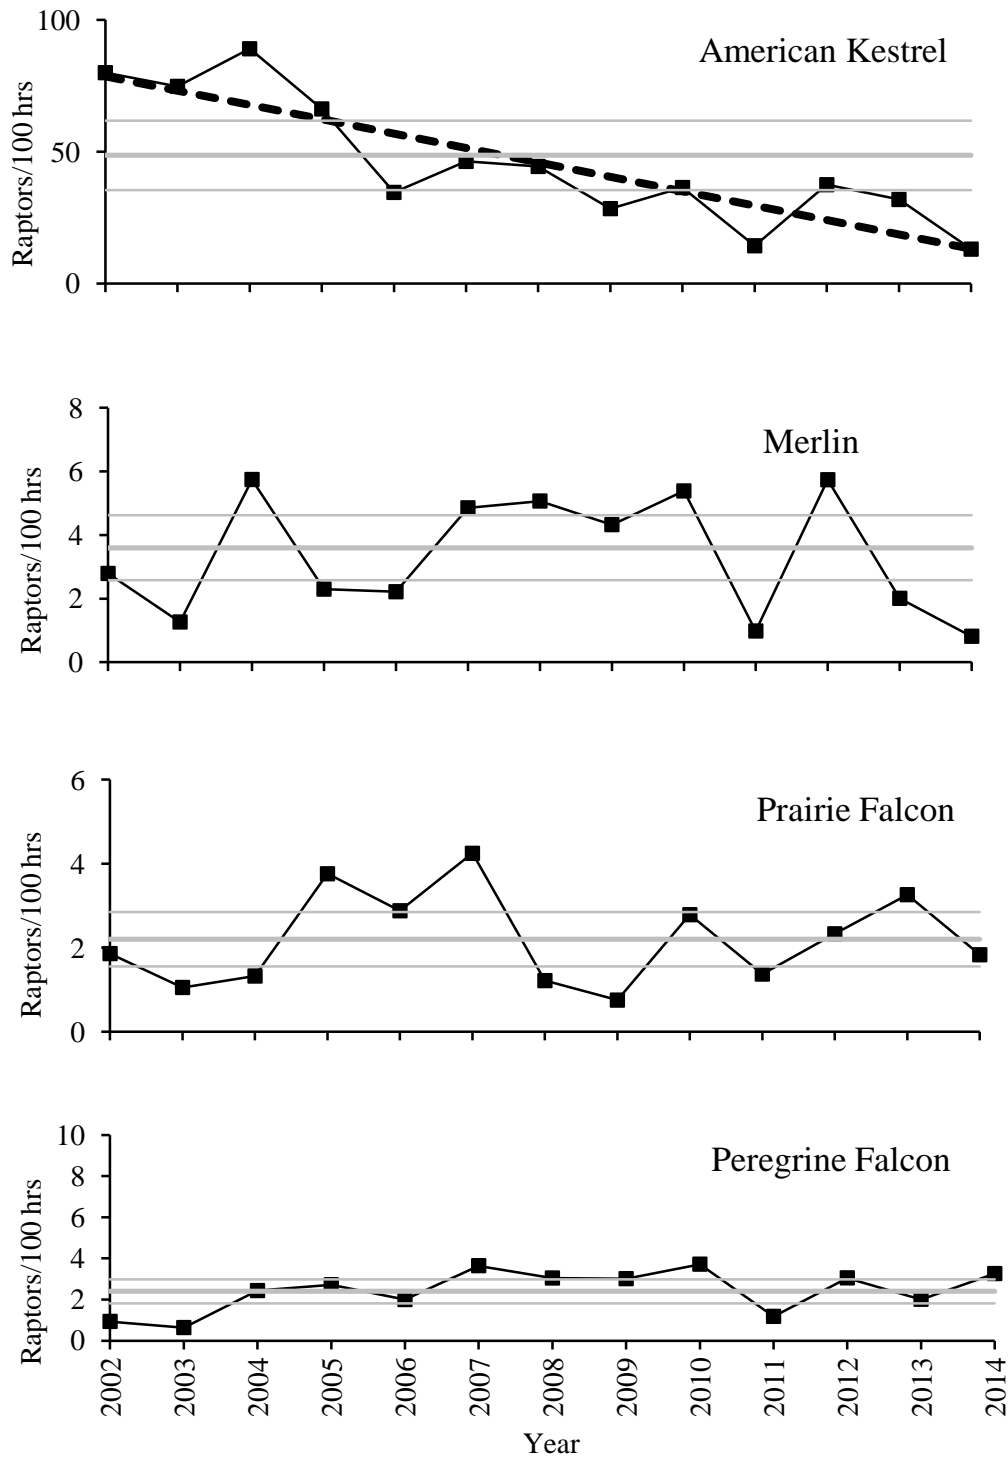 American Kestrel
Raptors/100 hrs
100
50
0
Merlin
Raptors/100 hrs
8
6
4
2
0
Prairie Falcon
Raptors/100 hrs
6
4
2
0
Peregrine Falcon
Raptors/100 hrs
10
8
6
4
2
0
2002 2003 2004 2005 2006 2007 2008 2009 2010 2011 2012 2013 2014
Year